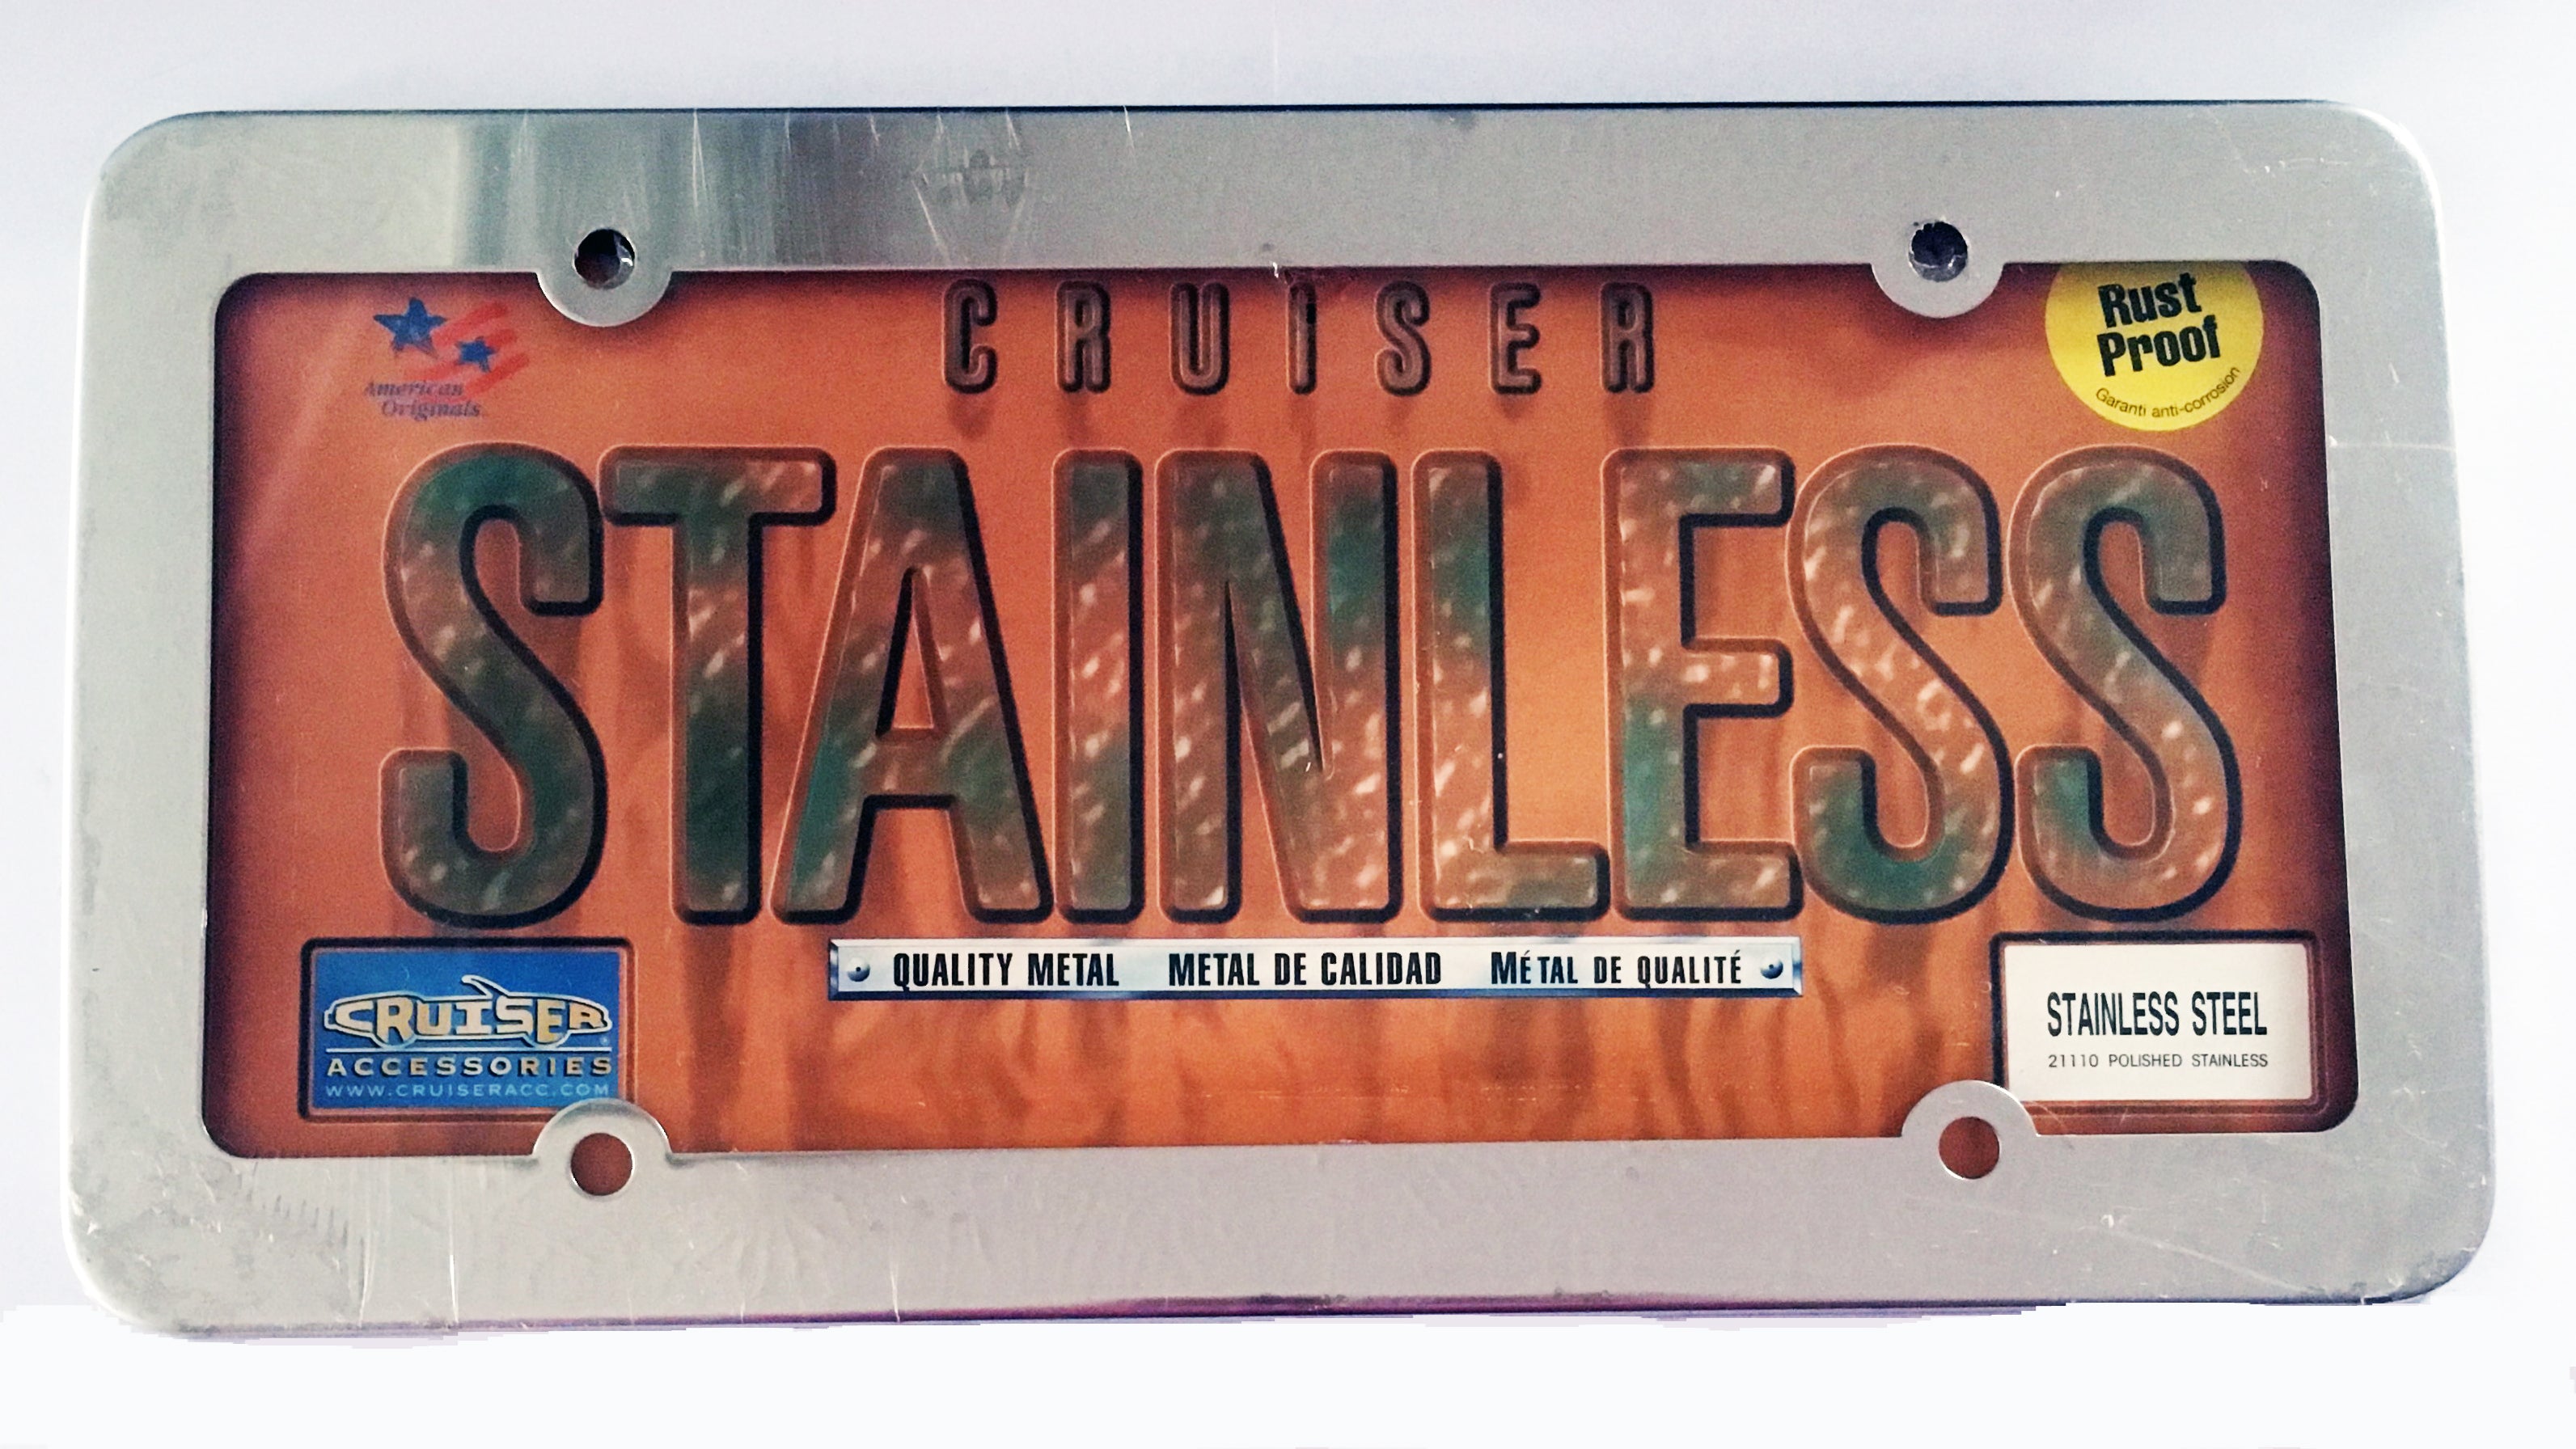 CRUISER
American
Originals
Rust
Proof
Garanti anti-corrosion
STAINLESS
QUALITY METAL METAL DE CALIDAD MÉTAL DE QUALITÉ
CRUISER
ACCESSORIES
WWW.CRUISERACC.COM
STAINLESS STEEL
21110 POLISHED STAINLESS